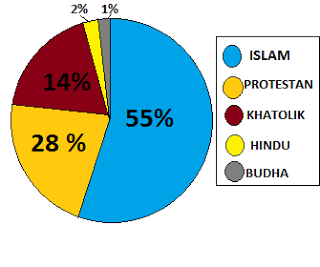 2%
1%
14%
55%
28 %
ISLAM
PROTESTAN
KHATOLIK
HINDU
BUDHA